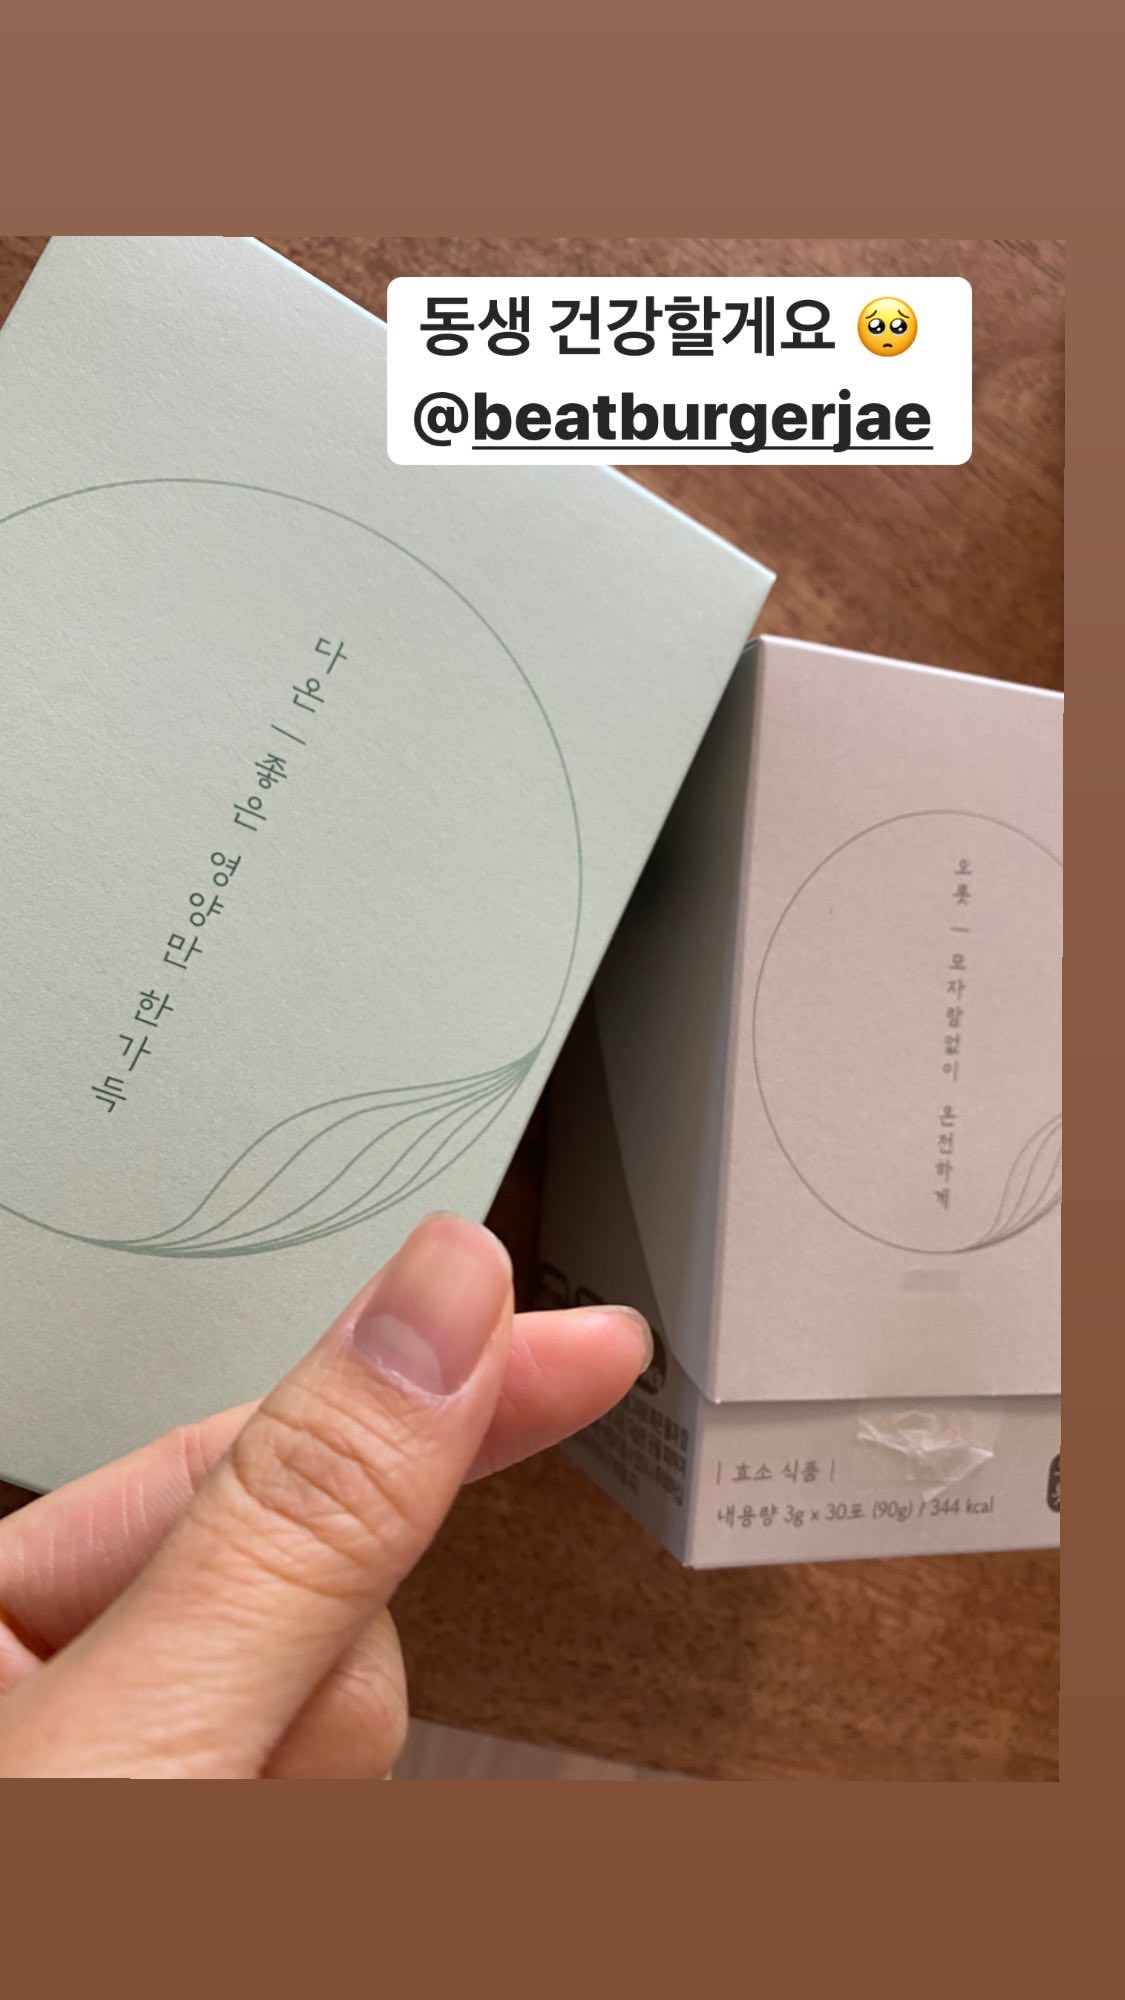 동생 건강할게요 🥺
@beatburgerjae
다온 | 좋은 영양만 한가득
오롯 | 모자람없이 온전하게
| 효소 식품 |
내용량 3g x 30포 (90g) / 344 kcal